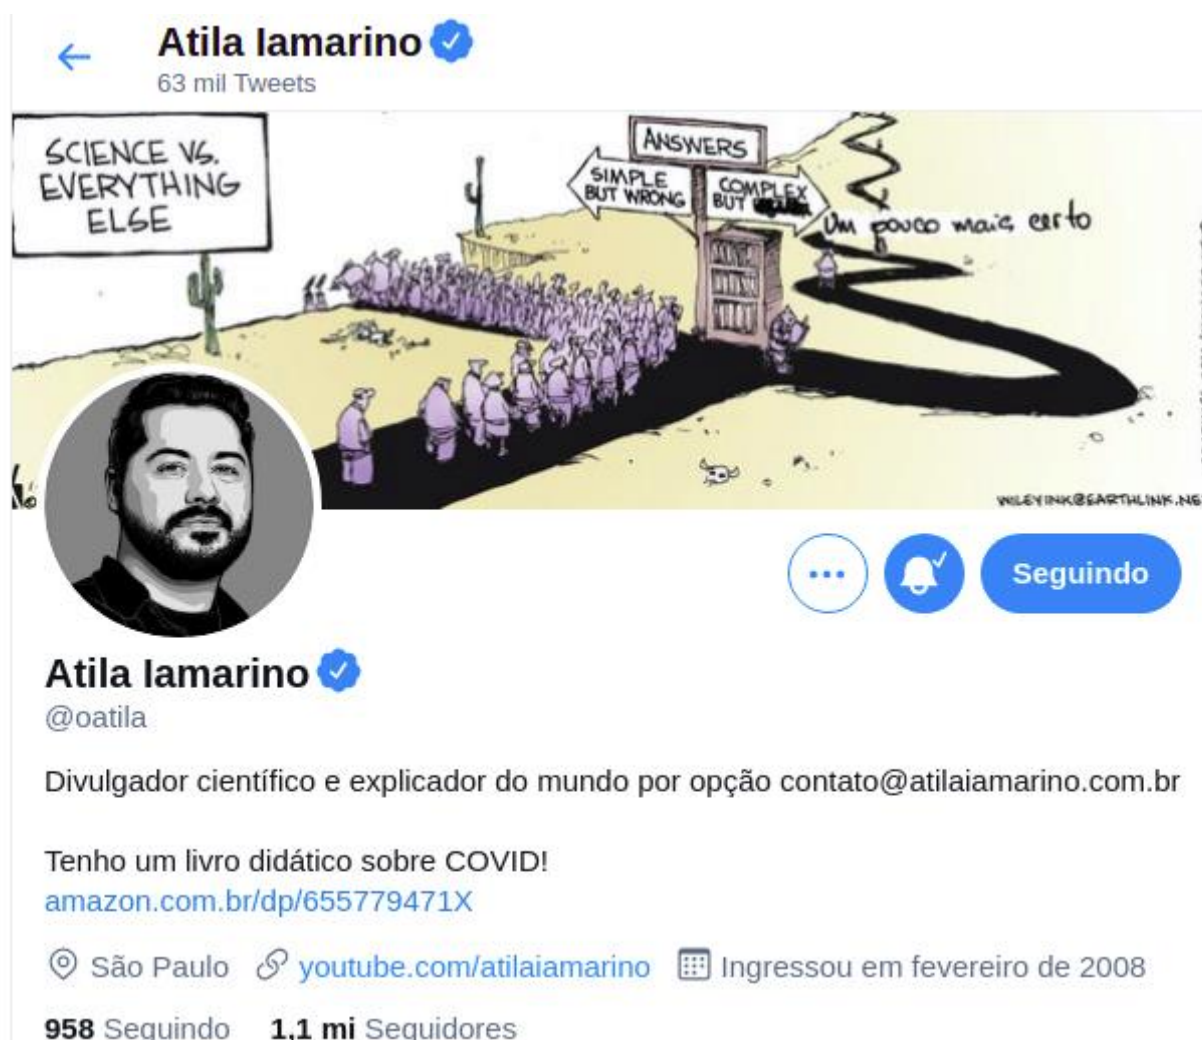 Atila Iamarino
63 mil Tweets
SCIENCE VS.
EVERYTHING
ELSE
ANSWERS
SIMPLE
BUT WRONG
COMPLEX
BUT
Um pouco mais certo
WILEYINK@EARTHLINK.NE
Seguindo
Atila Iamarino
@oatila
Divulgador científico e explicador do mundo por opção contato@atilaiamarino.com.br
Tenho um livro didático sobre COVID!
amazon.com.br/dp/655779471X
São Paulo youtube.com/atilaiamarino Ingressou em fevereiro de 2008
958 Seguindo 1,1 mi Seguidores